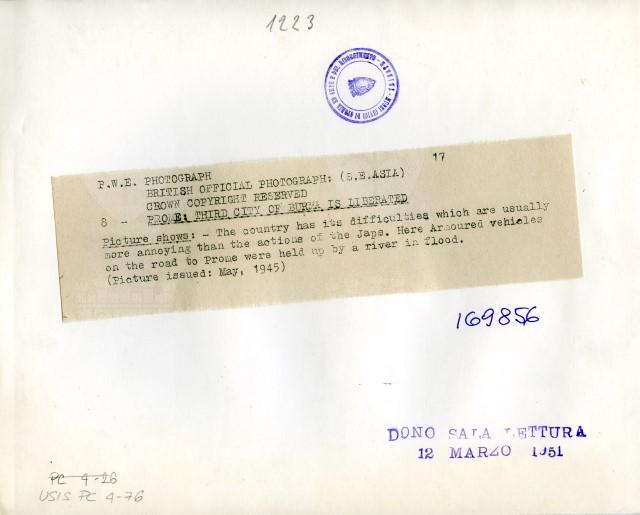 1223
17
P.W.E. PHOTOGRAPH
BRITISH OFFICIAL PHOTOGRAPH: (S.E.ASIA)
CROWN COPYRIGHT RESERVED
8 - PROME: THIRD CITY OF BURMA IS LIBERATED
Picture shows: - The country has its difficulties which are usually
more annoying than the actions of the Japs. Here Armoured vehicles
on the road to Prome were held up by a river in flood.
(Picture issued: May, 1945)
169856
DONO SALA LETTURA
12 MARZO 1951
PC 4-26
USIS PC 4-76